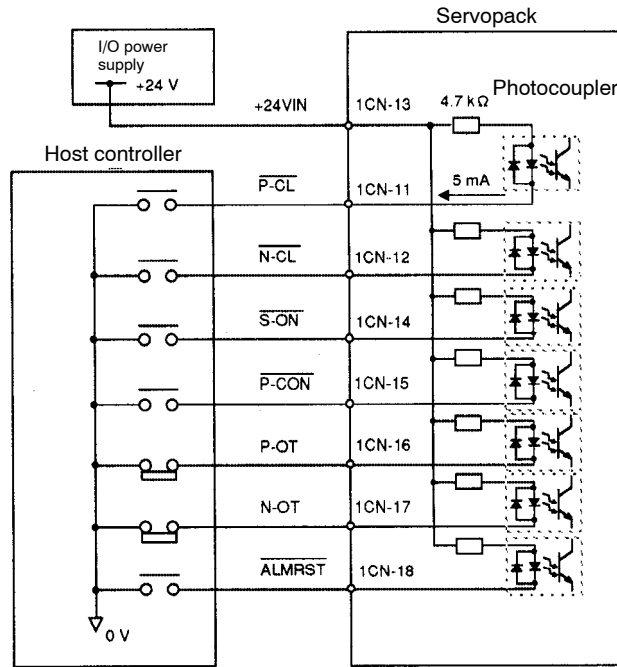 Servopack
I/O power
supply
+24 V
Photocoupler
+24VIN
1CN-13
4.7 kΩ
Host controller
5 mA
P-CL
1CN-11
N-CL
1CN-12
S-ON
1CN-14
P-CON
1CN-15
P-OT
1CN-16
N-OT
1CN-17
ALMRST
1CN-18
0 V